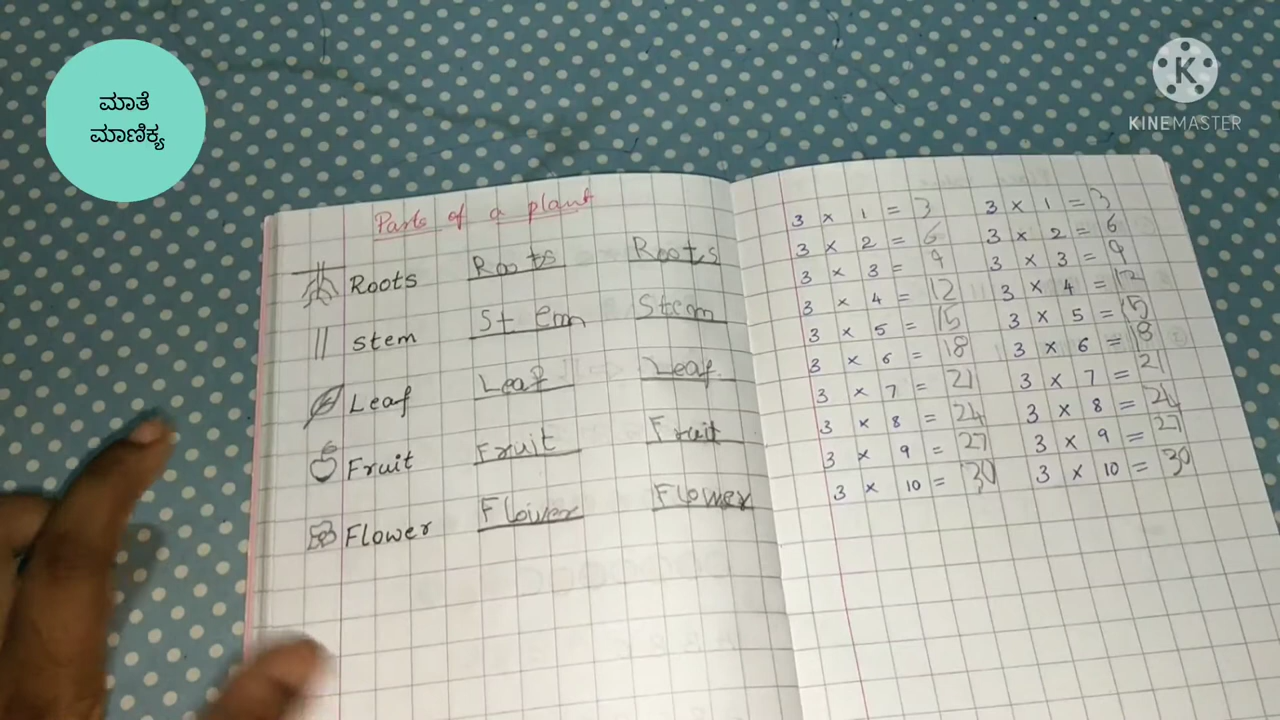 ಮಾತೆ
ಮಾಣಿಕ್ಯ
K
KINEMASTER
Parts of a plant
Roots Roots Roots
stem Stem Stem
Leaf Leaf Leaf
Fruit Fruit Fruit
Flower Flower Flower
3 x 1 = 3 3 x 1 = 3
3 x 2 = 6 3 x 2 = 6
3 x 3 = 9 3 x 3 = 9
3 x 4 = 12 3 x 4 = 12
3 x 5 = 15 3 x 5 = 15
3 x 6 = 18 3 x 6 = 18
3 x 7 = 21 3 x 7 = 21
3 x 8 = 24 3 x 8 = 24
3 x 9 = 27 3 x 9 = 27
3 x 10 = 30 3 x 10 = 30